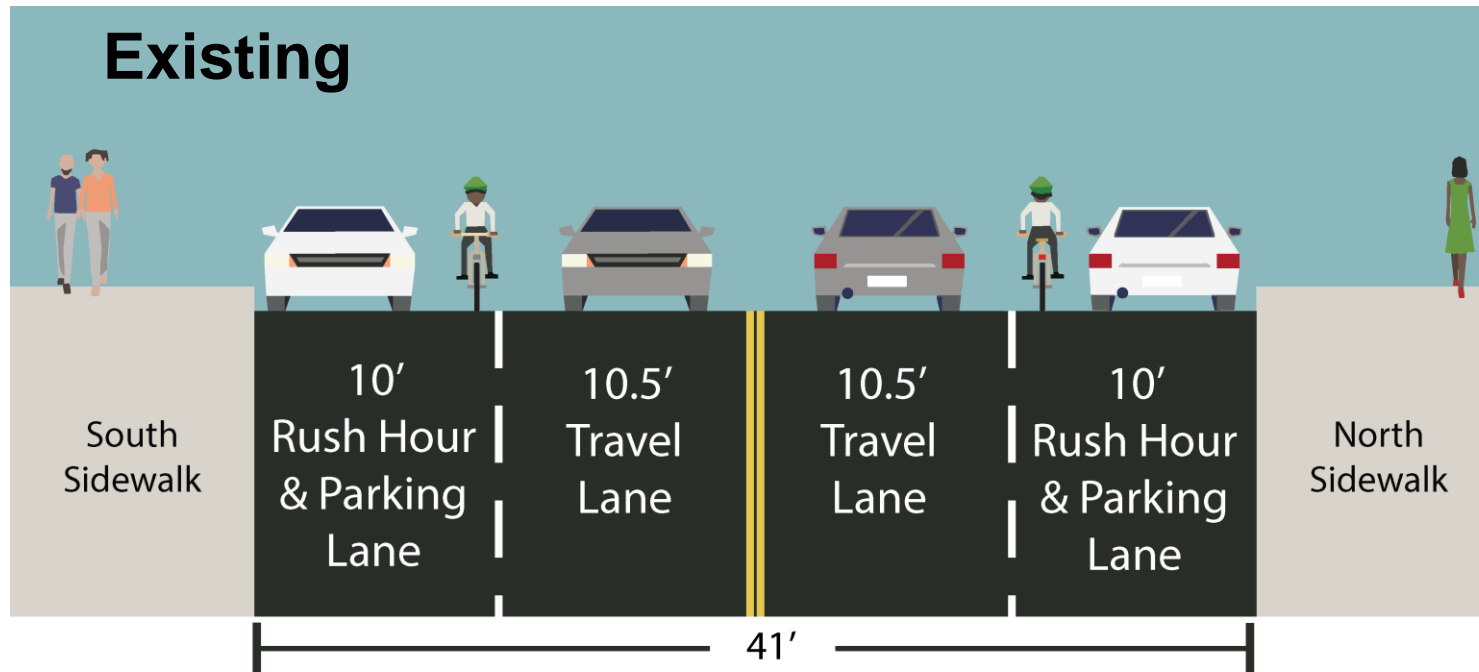 Existing
South
Sidewalk
10’
Rush Hour
& Parking
Lane
10.5’
Travel
Lane
10.5’
Travel
Lane
10’
Rush Hour
& Parking
Lane
North
Sidewalk
41’